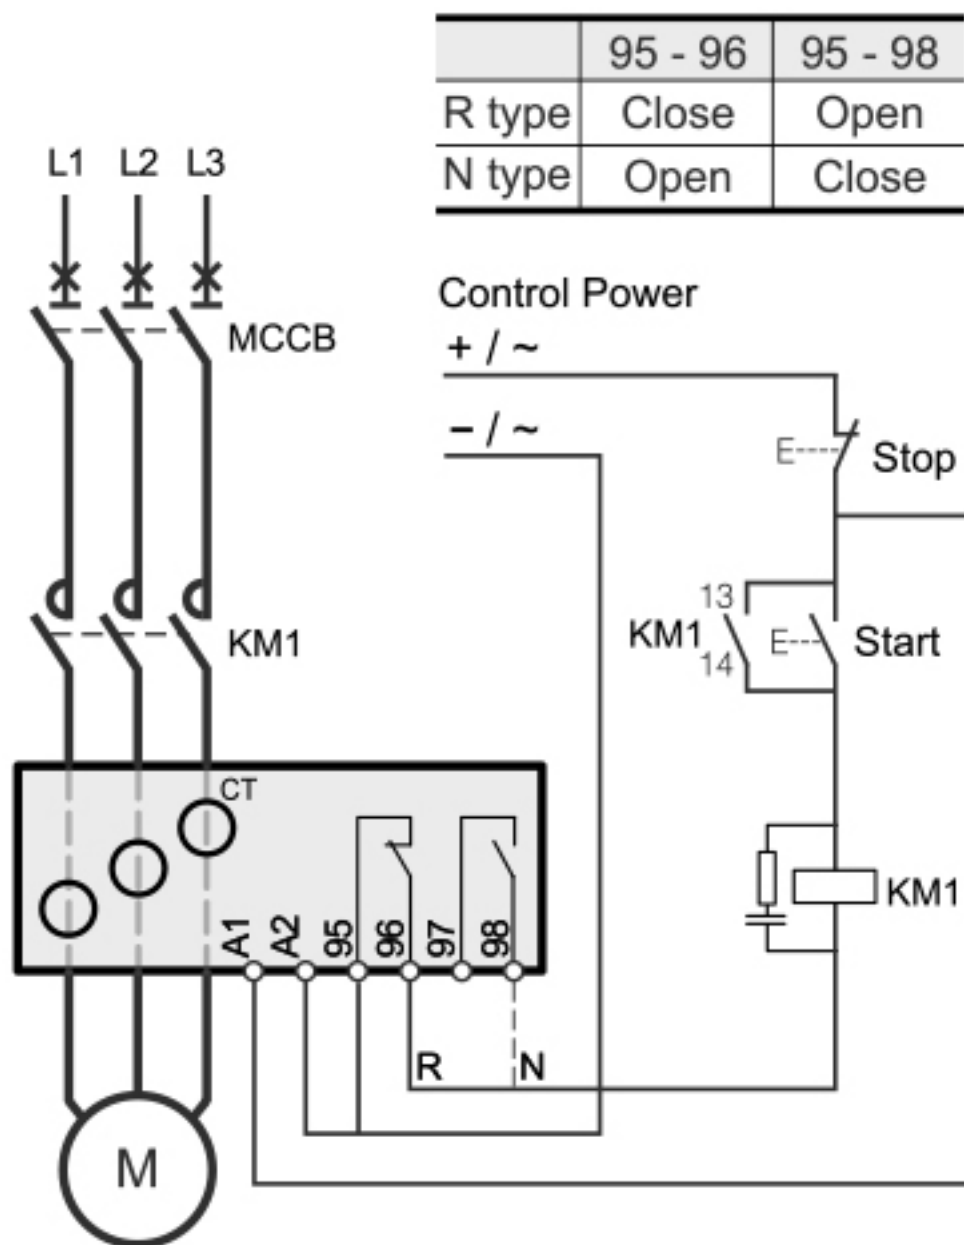 95 - 96 95 - 98
R type Close Open
N type Open Close
L1 L2 L3
MCCB
Control Power
+ / ~
− / ~
E Stop
13
KM1 E Start
14
KM1
CT
KM1
A1 A2 95 96 97 98
R N
M